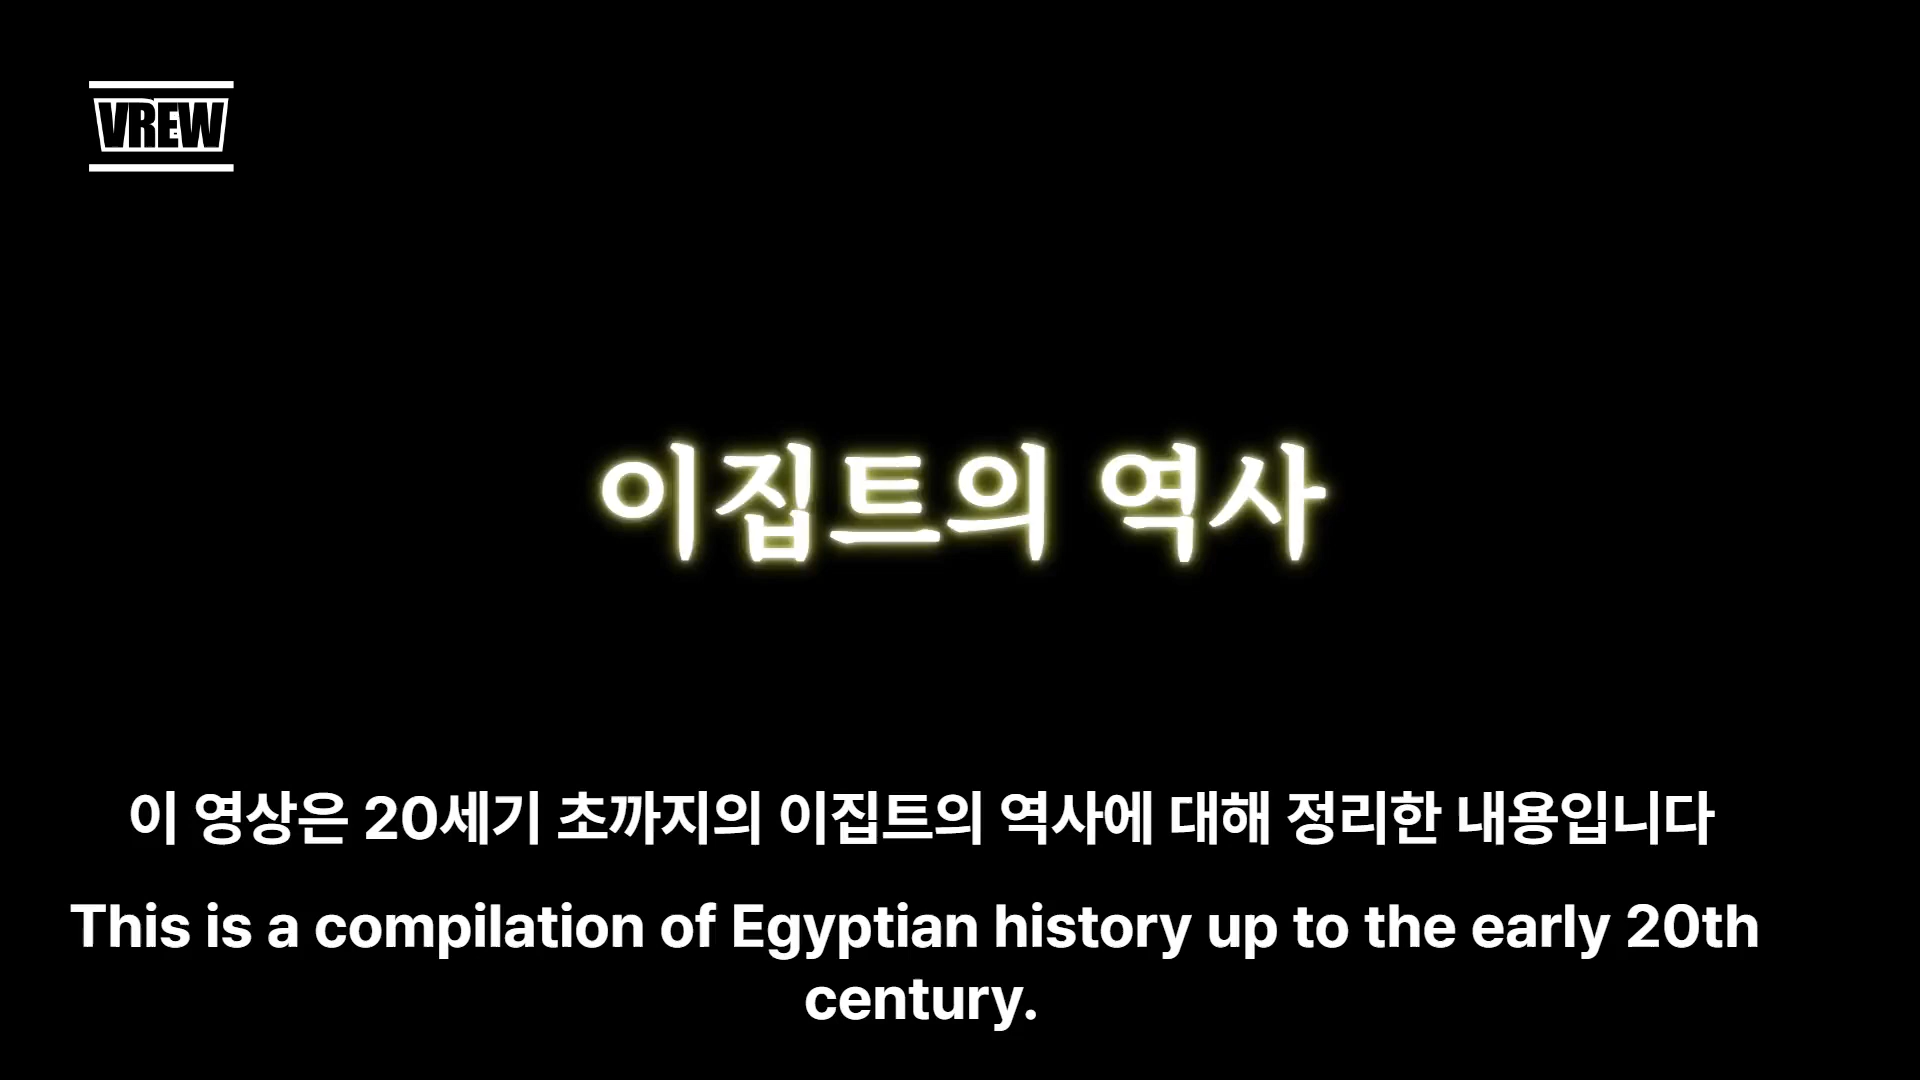 VREW
이집트의 역사
이 영상은 20세기 초까지의 이집트의 역사에 대해 정리한 내용입니다
This is a compilation of Egyptian history up to the early 20th
century.